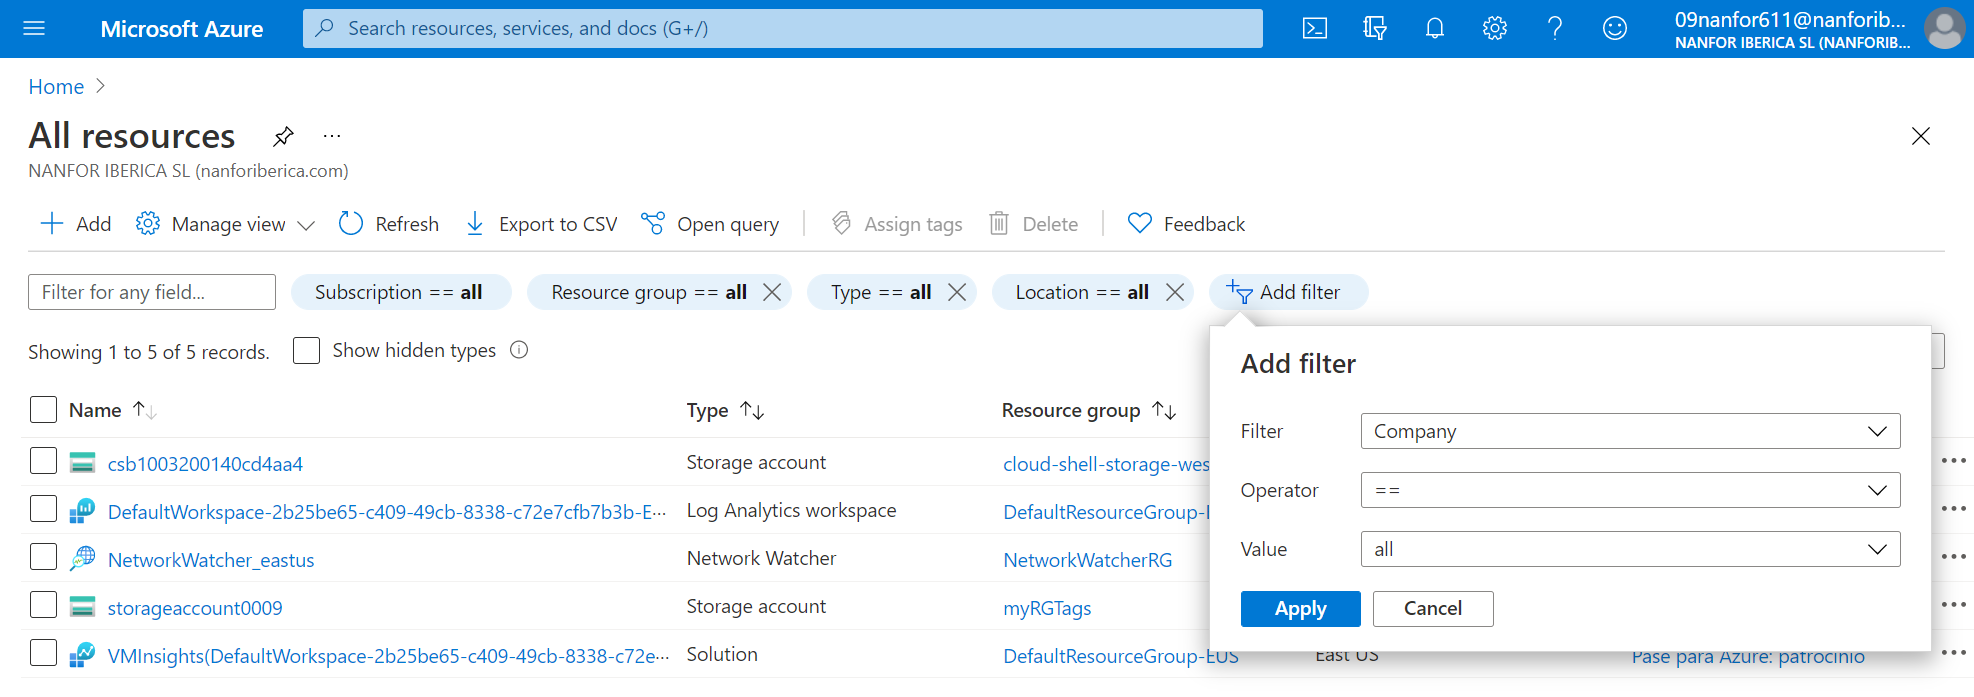 Microsoft Azure
Search resources, services, and docs (G+/)
09nanfor611@nanforib...
NANFOR IBERICA SL (NANFORIB...
Home
All resources
...
NANFOR IBERICA SL (nanforiberica.com)
Add Manage view Refresh Export to CSV Open query Assign tags Delete Feedback
Filter for any field... Subscription == all Resource group == all Type == all Location == all Add filter
Showing 1 to 5 of 5 records. Show hidden types
Name Type Resource group
csb1003200140cd4aa4 Storage account cloud-shell-storage-wes
DefaultWorkspace-2b25be65-c409-49cb-8338-c72e7cfb7b3b-E... Log Analytics workspace DefaultResourceGroup-
NetworkWatcher_eastus Network Watcher NetworkWatcherRG
storageaccount0009 Storage account myRGTags
VMInsights(DefaultWorkspace-2b25be65-c409-49cb-8338-c72e... Solution DefaultResourceGroup-EUS East US Pase para Azure: patrocinio
Add filter
Filter Company
Operator ==
Value all
Apply Cancel